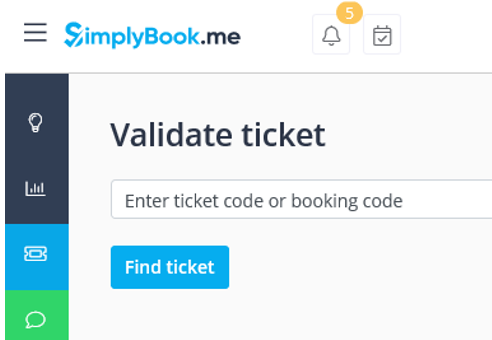 SimplyBook.me
5
Validate ticket
Enter ticket code or booking code
Find ticket